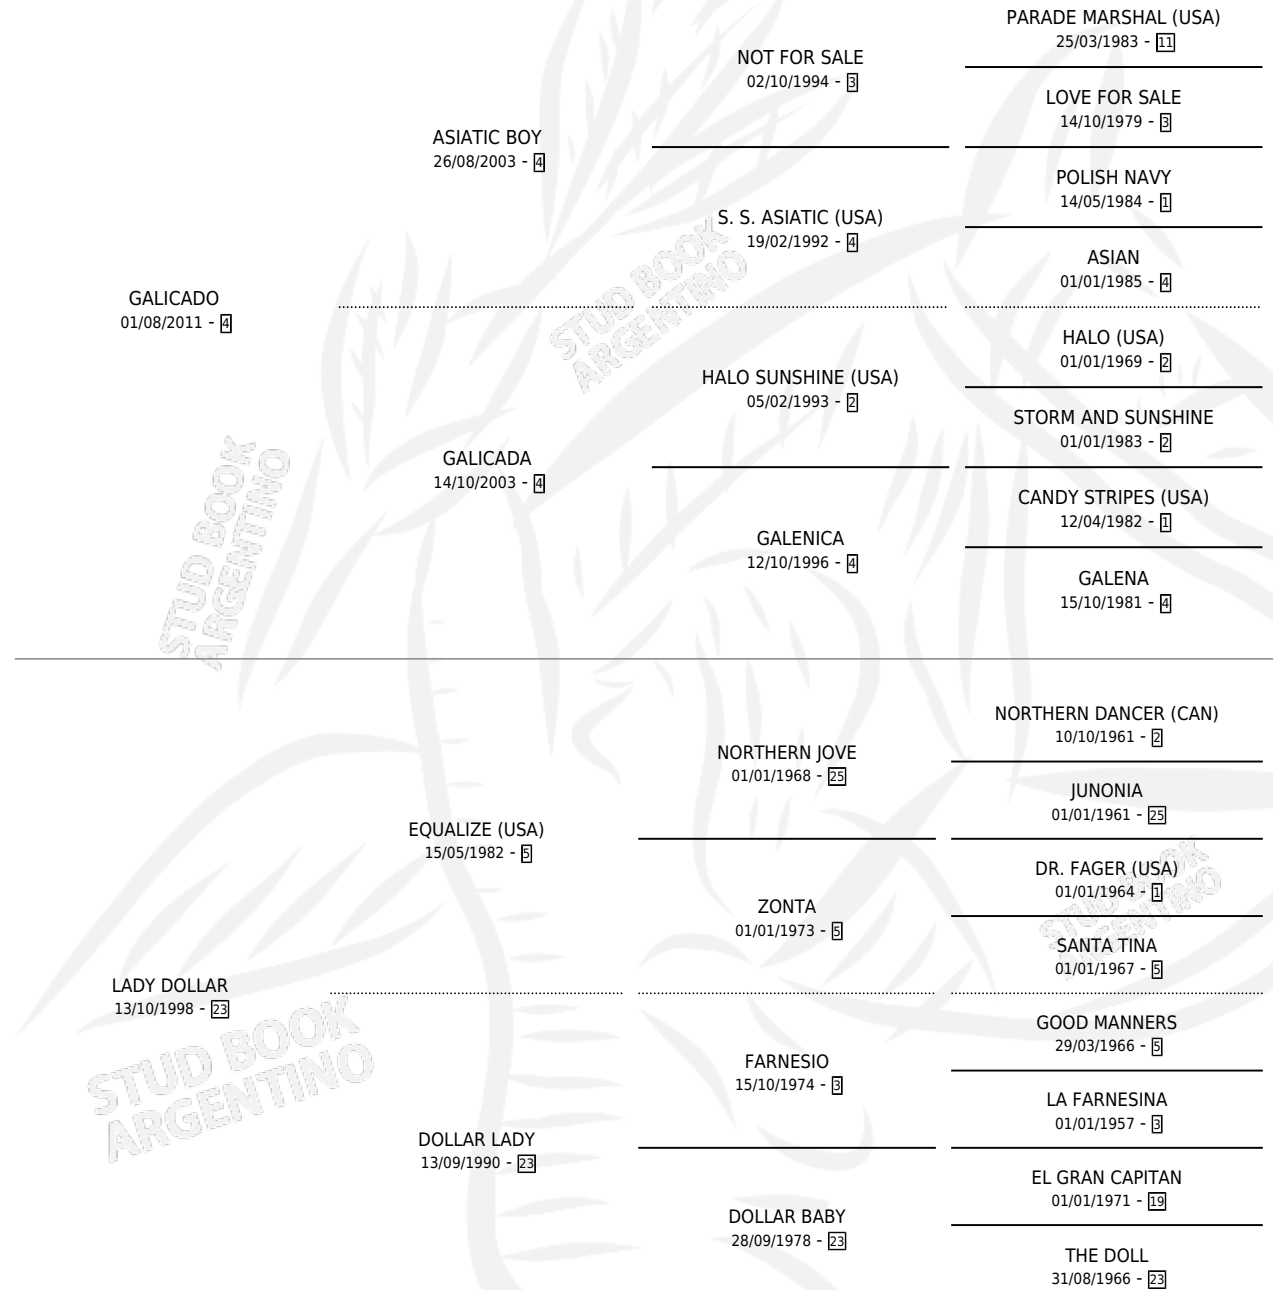 PARADE MARSHAL (USA)
25/03/1983 - 11
NOT FOR SALE
02/10/1994 - 3
LOVE FOR SALE
14/10/1979 - 3
ASIATIC BOY
26/08/2003 - 4
POLISH NAVY
14/05/1984 - 1
S. S. ASIATIC (USA)
19/02/1992 - 4
ASIAN
01/01/1985 - 4
GALICADO
01/08/2011 - 4
HALO (USA)
01/01/1969 - 2
HALO SUNSHINE (USA)
05/02/1993 - 2
STORM AND SUNSHINE
01/01/1983 - 2
GALICADA
14/10/2003 - 4
CANDY STRIPES (USA)
12/04/1982 - 1
GALENICA
12/10/1996 - 4
GALENA
15/10/1981 - 4
STUD BOOK
ARGENTINO
STUD BOOK
ARGENTINO
NORTHERN DANCER (CAN)
10/10/1961 - 2
NORTHERN JOVE
01/01/1968 - 25
JUNONIA
01/01/1961 - 25
EQUALIZE (USA)
15/05/1982 - 5
DR. FAGER (USA)
01/01/1964 - 1
ZONTA
01/01/1973 - 5
SANTA TINA
01/01/1967 - 5
LADY DOLLAR
13/10/1998 - 23
GOOD MANNERS
29/03/1966 - 5
FARNESIO
15/10/1974 - 3
LA FARNESINA
01/01/1957 - 3
DOLLAR LADY
13/09/1990 - 23
EL GRAN CAPITAN
01/01/1971 - 19
DOLLAR BABY
28/09/1978 - 23
THE DOLL
31/08/1966 - 23
STUD BOOK
ARGENTINO
STUD BOOK
ARGENTINO